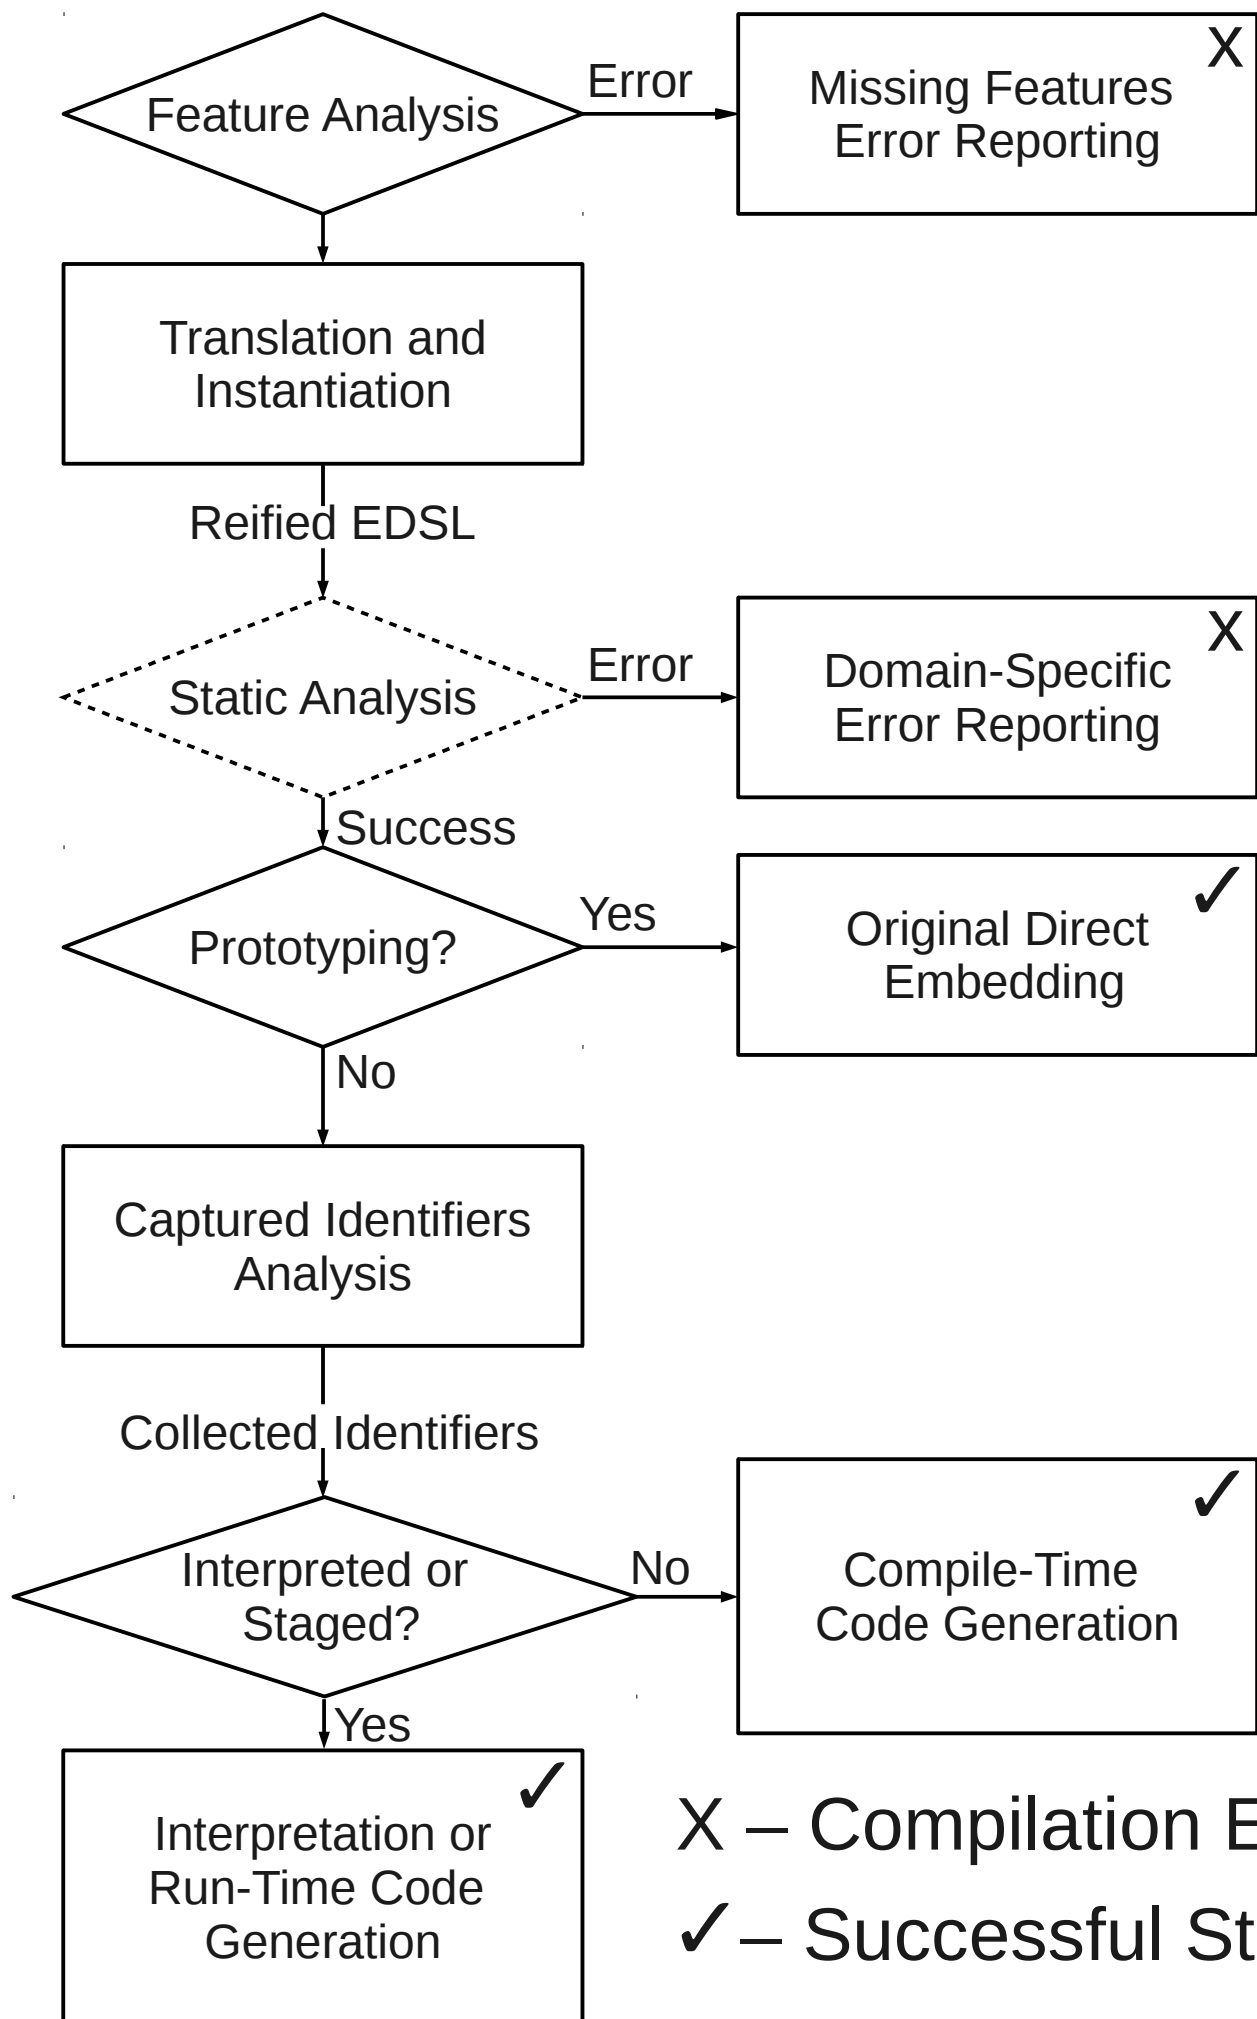 Feature Analysis
Error
Missing Features
Error Reporting
X
Translation and
Instantiation
Reified EDSL
Static Analysis
Error
Domain-Specific
Error Reporting
X
Success
Prototyping?
Yes
Original Direct
Embedding
✓
No
Captured Identifiers
Analysis
Collected Identifiers
Interpreted or
Staged?
No
Compile-Time
Code Generation
✓
Yes
Interpretation or
Run-Time Code
Generation
✓
X – Compilation
✓ – Successful